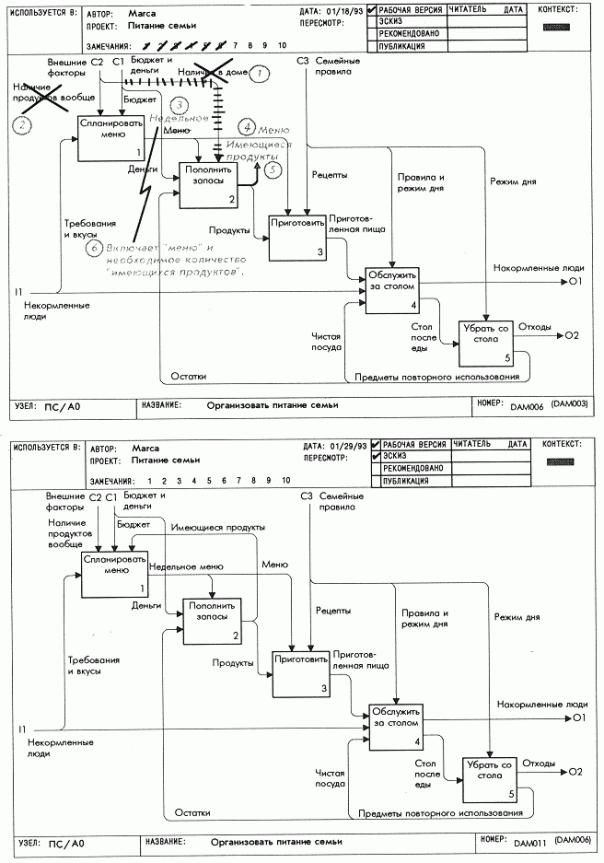 ИСПОЛЬЗУЕТСЯ В:
АВТОР: Marca
ПРОЕКТ: Питание семьи
ДАТА: 01/18/93
ПЕРЕСМОТР:
ЗАМЕЧАНИЯ: 1 2 3 4 5 6 7 8 9 10
РАБОЧАЯ ВЕРСИЯ
ЭСКИЗ
РЕКОМЕНДОВАНО
ПУБЛИКАЦИЯ
ЧИТАТЕЛЬ ДАТА
КОНТЕКСТ:
Внешние
факторы
C2
C1
Бюджет и
деньги
Наличие в доме
1
C3
Семейные
правила
Наличие
продуктов вообще
2
Бюджет
3
Недельное
Меню
4
Меню
Спланировать
меню
1
Имеющиеся
продукты
5
Деньги
Пополнить
запасы
2
Рецепты
Правила и
режим дня
Режим дня
Требования
и вкусы
Продукты
Приготовить
3
Приготов-
ленная пища
6
Включает "меню" и
необходимое количество
"имеющихся продуктов".
Обслужить
за столом
4
Накормленные люди
O1
I1
Некормленные
люди
Чистая
посуда
Стол
после
еды
Убрать со
стола
5
Отходы
O2
Остатки
Предметы повторного использования
УЗЕЛ: ПС/А0
НАЗВАНИЕ: Организовать питание семьи
НОМЕР: DAM006 (DAM003)
ИСПОЛЬЗУЕТСЯ В:
АВТОР: Marca
ПРОЕКТ: Питание семьи
ДАТА: 01/29/93
ПЕРЕСМОТР:
ЗАМЕЧАНИЯ: 1 2 3 4 5 6 7 8 9 10
РАБОЧАЯ ВЕРСИЯ
ЭСКИЗ
РЕКОМЕНДОВАНО
ПУБЛИКАЦИЯ
ЧИТАТЕЛЬ ДАТА
КОНТЕКСТ:
Внешние
факторы
C2
C1
Бюджет и
деньги
C3
Семейные
правила
Наличие
продуктов
вообще
Бюджет
Имеющиеся продукты
Спланировать
меню
1
Недельное меню
Меню
Деньги
Пополнить
запасы
2
Рецепты
Правила и
режим дня
Режим дня
Требования
и вкусы
Продукты
Приготовить
3
Приготов-
ленная пища
Обслужить
за столом
4
Накормленные люди
O1
I1
Некормленные
люди
Чистая
посуда
Стол
после
еды
Убрать со
стола
5
Отходы
O2
Остатки
Предметы повторного использования
УЗЕЛ: ПС/А0
НАЗВАНИЕ: Организовать питание семьи
НОМЕР: DAM011 (DAM006)